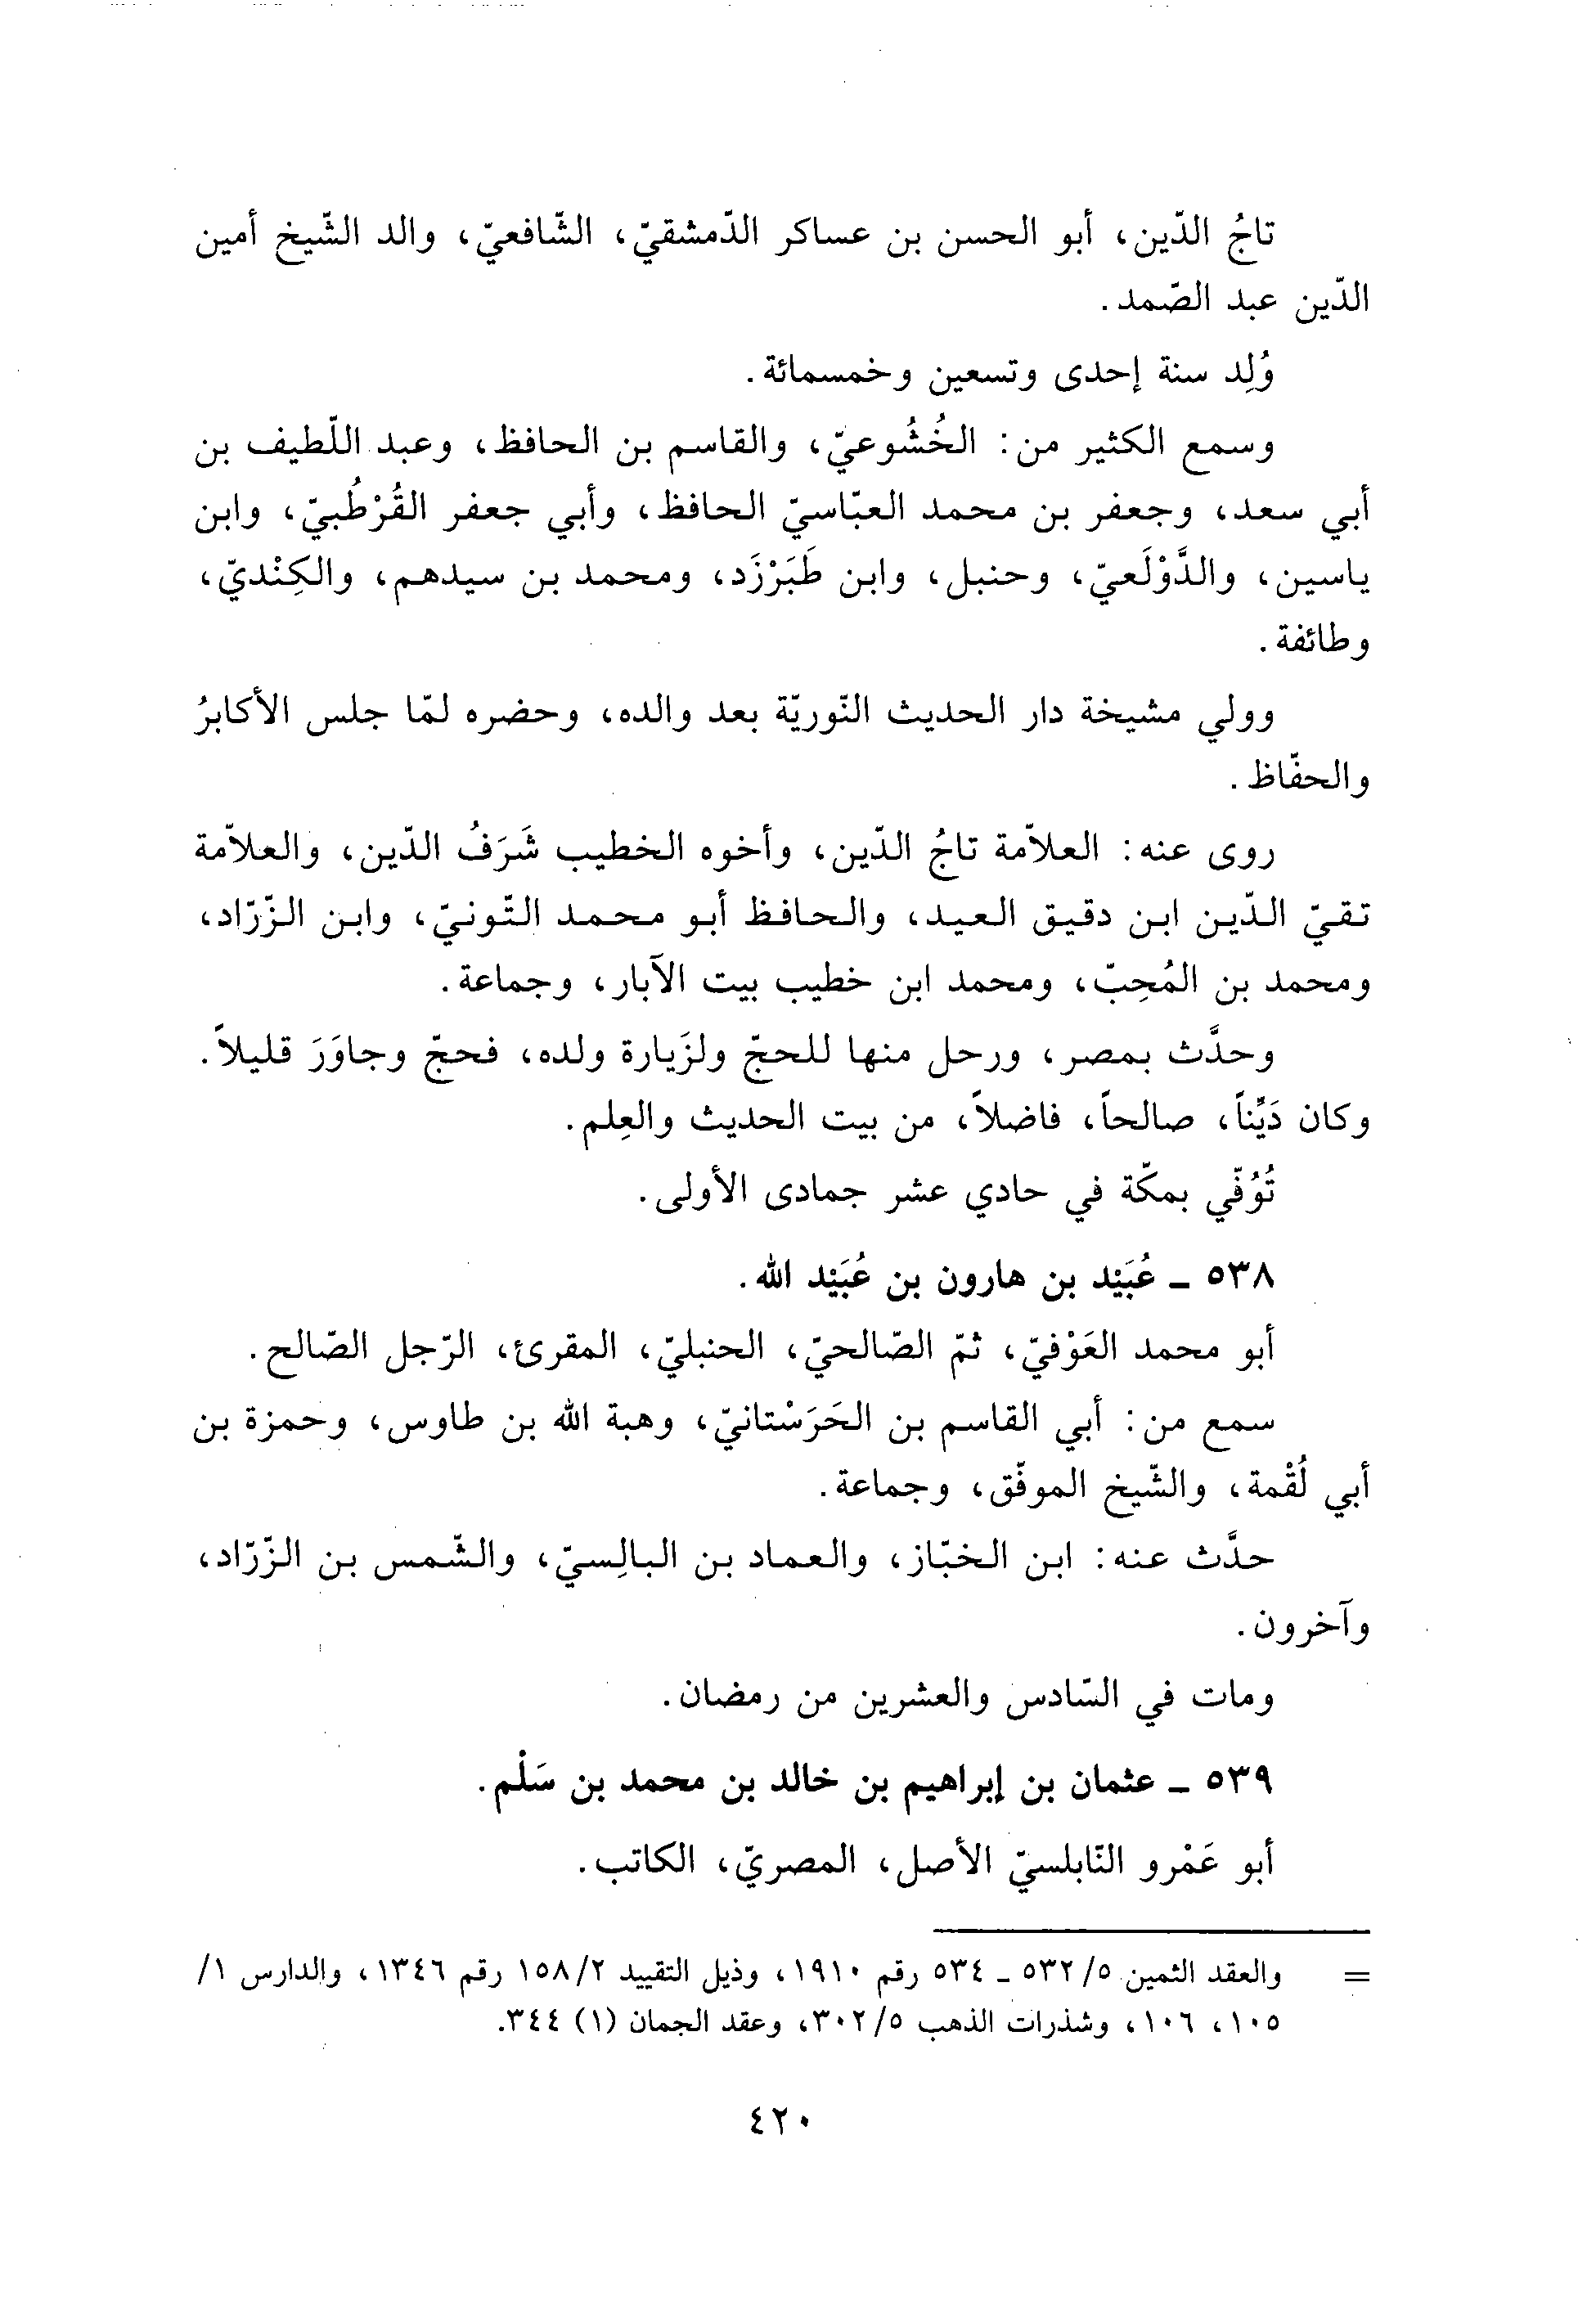 تاجُ الدّين، أبو الحسن بن عساكر الدّمشقيّ، الشّافعيّ، والد الشّيخ أمين
الدّين عبد الصّمد.
وُلِد سنة إحدى وتسعين وخمسمائة.
وسمع الكثير من: الخُشُوعيّ، والقاسم بن الحافظ، وعبد اللّطيف بن
أبي سعد، وجعفر بن محمد العبّاسيّ الحافظ، وأبي جعفر القُرْطُبيّ، وابن
ياسين، والدَّوْلَعيّ، وحنبل، وابن طَبَرْزَد، ومحمد بن سيدهم، والكِنْديّ،
وطائفة.
وولي مشيخة دار الحديث النّوريّة بعد والده، وحضره لمّا جلس الأكابرُ
والحفّاظ.
روى عنه: العلاّمة تاجُ الدّين، وأخوه الخطيب شَرَفُ الدّين، والعلاّمة
تقيّ الدّين ابن دقيق العيد، والحافظ أبو محمد التّونيّ، وابن الزّرّاد،
ومحمد بن المُحِبّ، ومحمد ابن خطيب بيت الآبار، وجماعة.
وحدَّث بمصر، ورحل منها للحجّ ولزَيارة ولده، فحجّ وجاوَرَ قليلاً.
وكان دَيِّناً، صالحاً، فاضلاً، من بيت الحديث والعِلم.
تُوُفّي بمكّة في حادي عشر جمادى الأولى.
٥٣٨ - عُبَيْد بن هارون بن عُبَيْد الله.
أبو محمد العَوْفيّ، ثمّ الصّالحيّ، الحنبليّ، المقرئ، الرّجل الصّالح.
سمع من: أبي القاسم بن الحَرَسْتانيّ، وهبة الله بن طاوس، وحمزة بن
أبي لُقْمة، والشّيخ الموفّق، وجماعة.
حدَّث عنه: ابن الخبّاز، والعماد بن البالِسيّ، والشّمس بن الزّرّاد،
وآخرون.
ومات في السّادس والعشرين من رمضان.
٥٣٩ - عثمان بن إبراهيم بن خالد بن محمد بن سَلْم.
أبو عَمْرو النّابلسيّ الأصل، المصريّ، الكاتب.
= والعقد الثمين ٥/ ٥٣٢ - ٥٣٤ رقم ١٩١٠، وذيل التقييد ٢/ ١٥٨ رقم ١٣٤٦، والدارس ١/
١٠٥، ١٠٦، وشذرات الذهب ٥/ ٣٠٢، وعقد الجمان (١) ٣٤٤.
٤٢٠